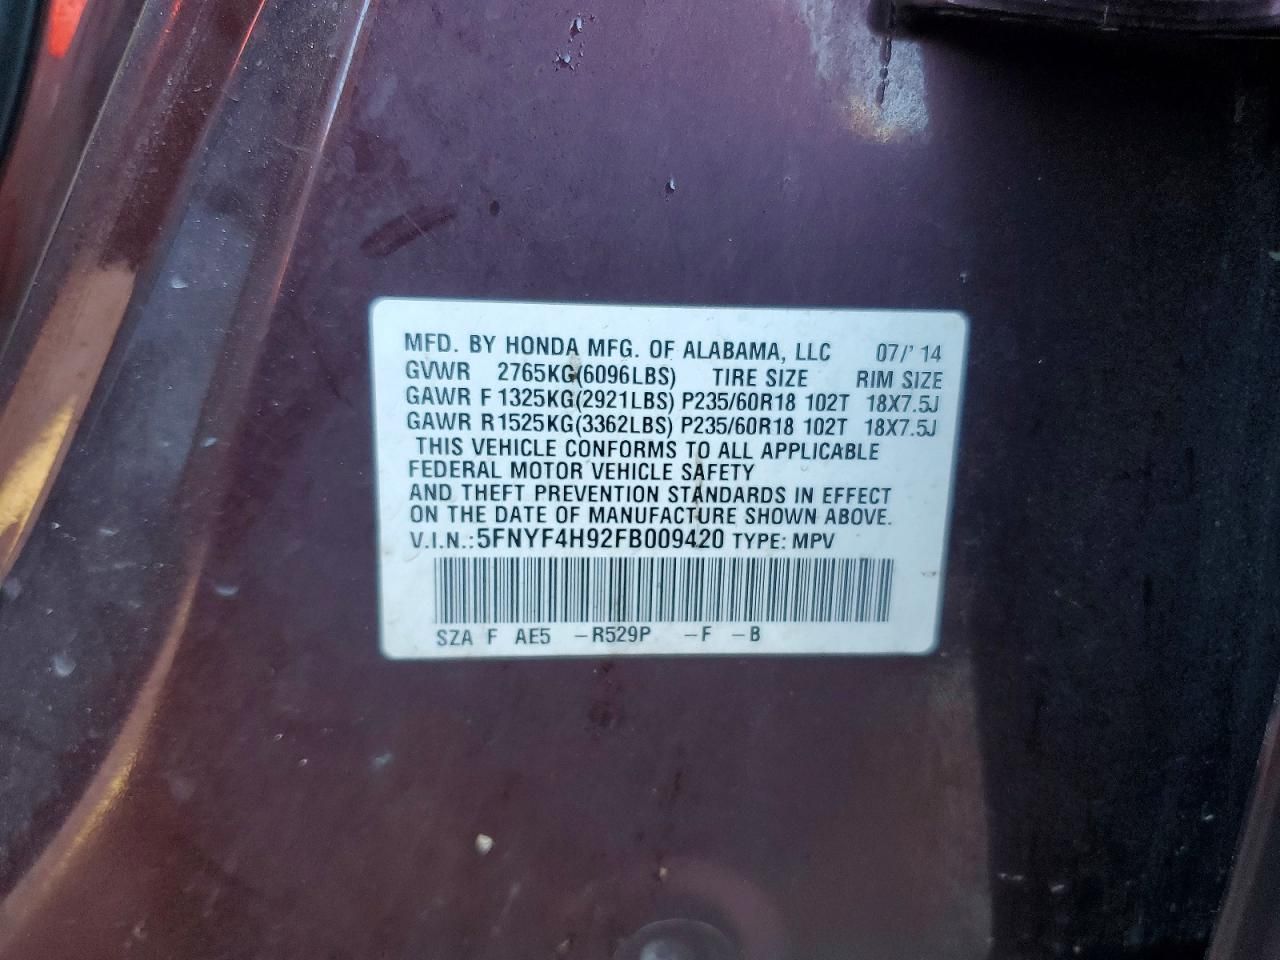 MFD. BY HONDA MFG. OF ALABAMA, LLC 07/'14
GVWR 2765KG(6096LBS) TIRE SIZE RIM SIZE
GAWR F 1325KG(2921LBS) P235/60R18 102T 18X7.5J
GAWR R 1525KG(3362LBS) P235/60R18 102T 18X7.5J
THIS VEHICLE CONFORMS TO ALL APPLICABLE
FEDERAL MOTOR VEHICLE SAFETY
AND THEFT PREVENTION STANDARDS IN EFFECT
ON THE DATE OF MANUFACTURE SHOWN ABOVE.
V.I.N.:5FNYF4H92FB009420 TYPE: MPV
SZA F AE5 -R529P -F -B